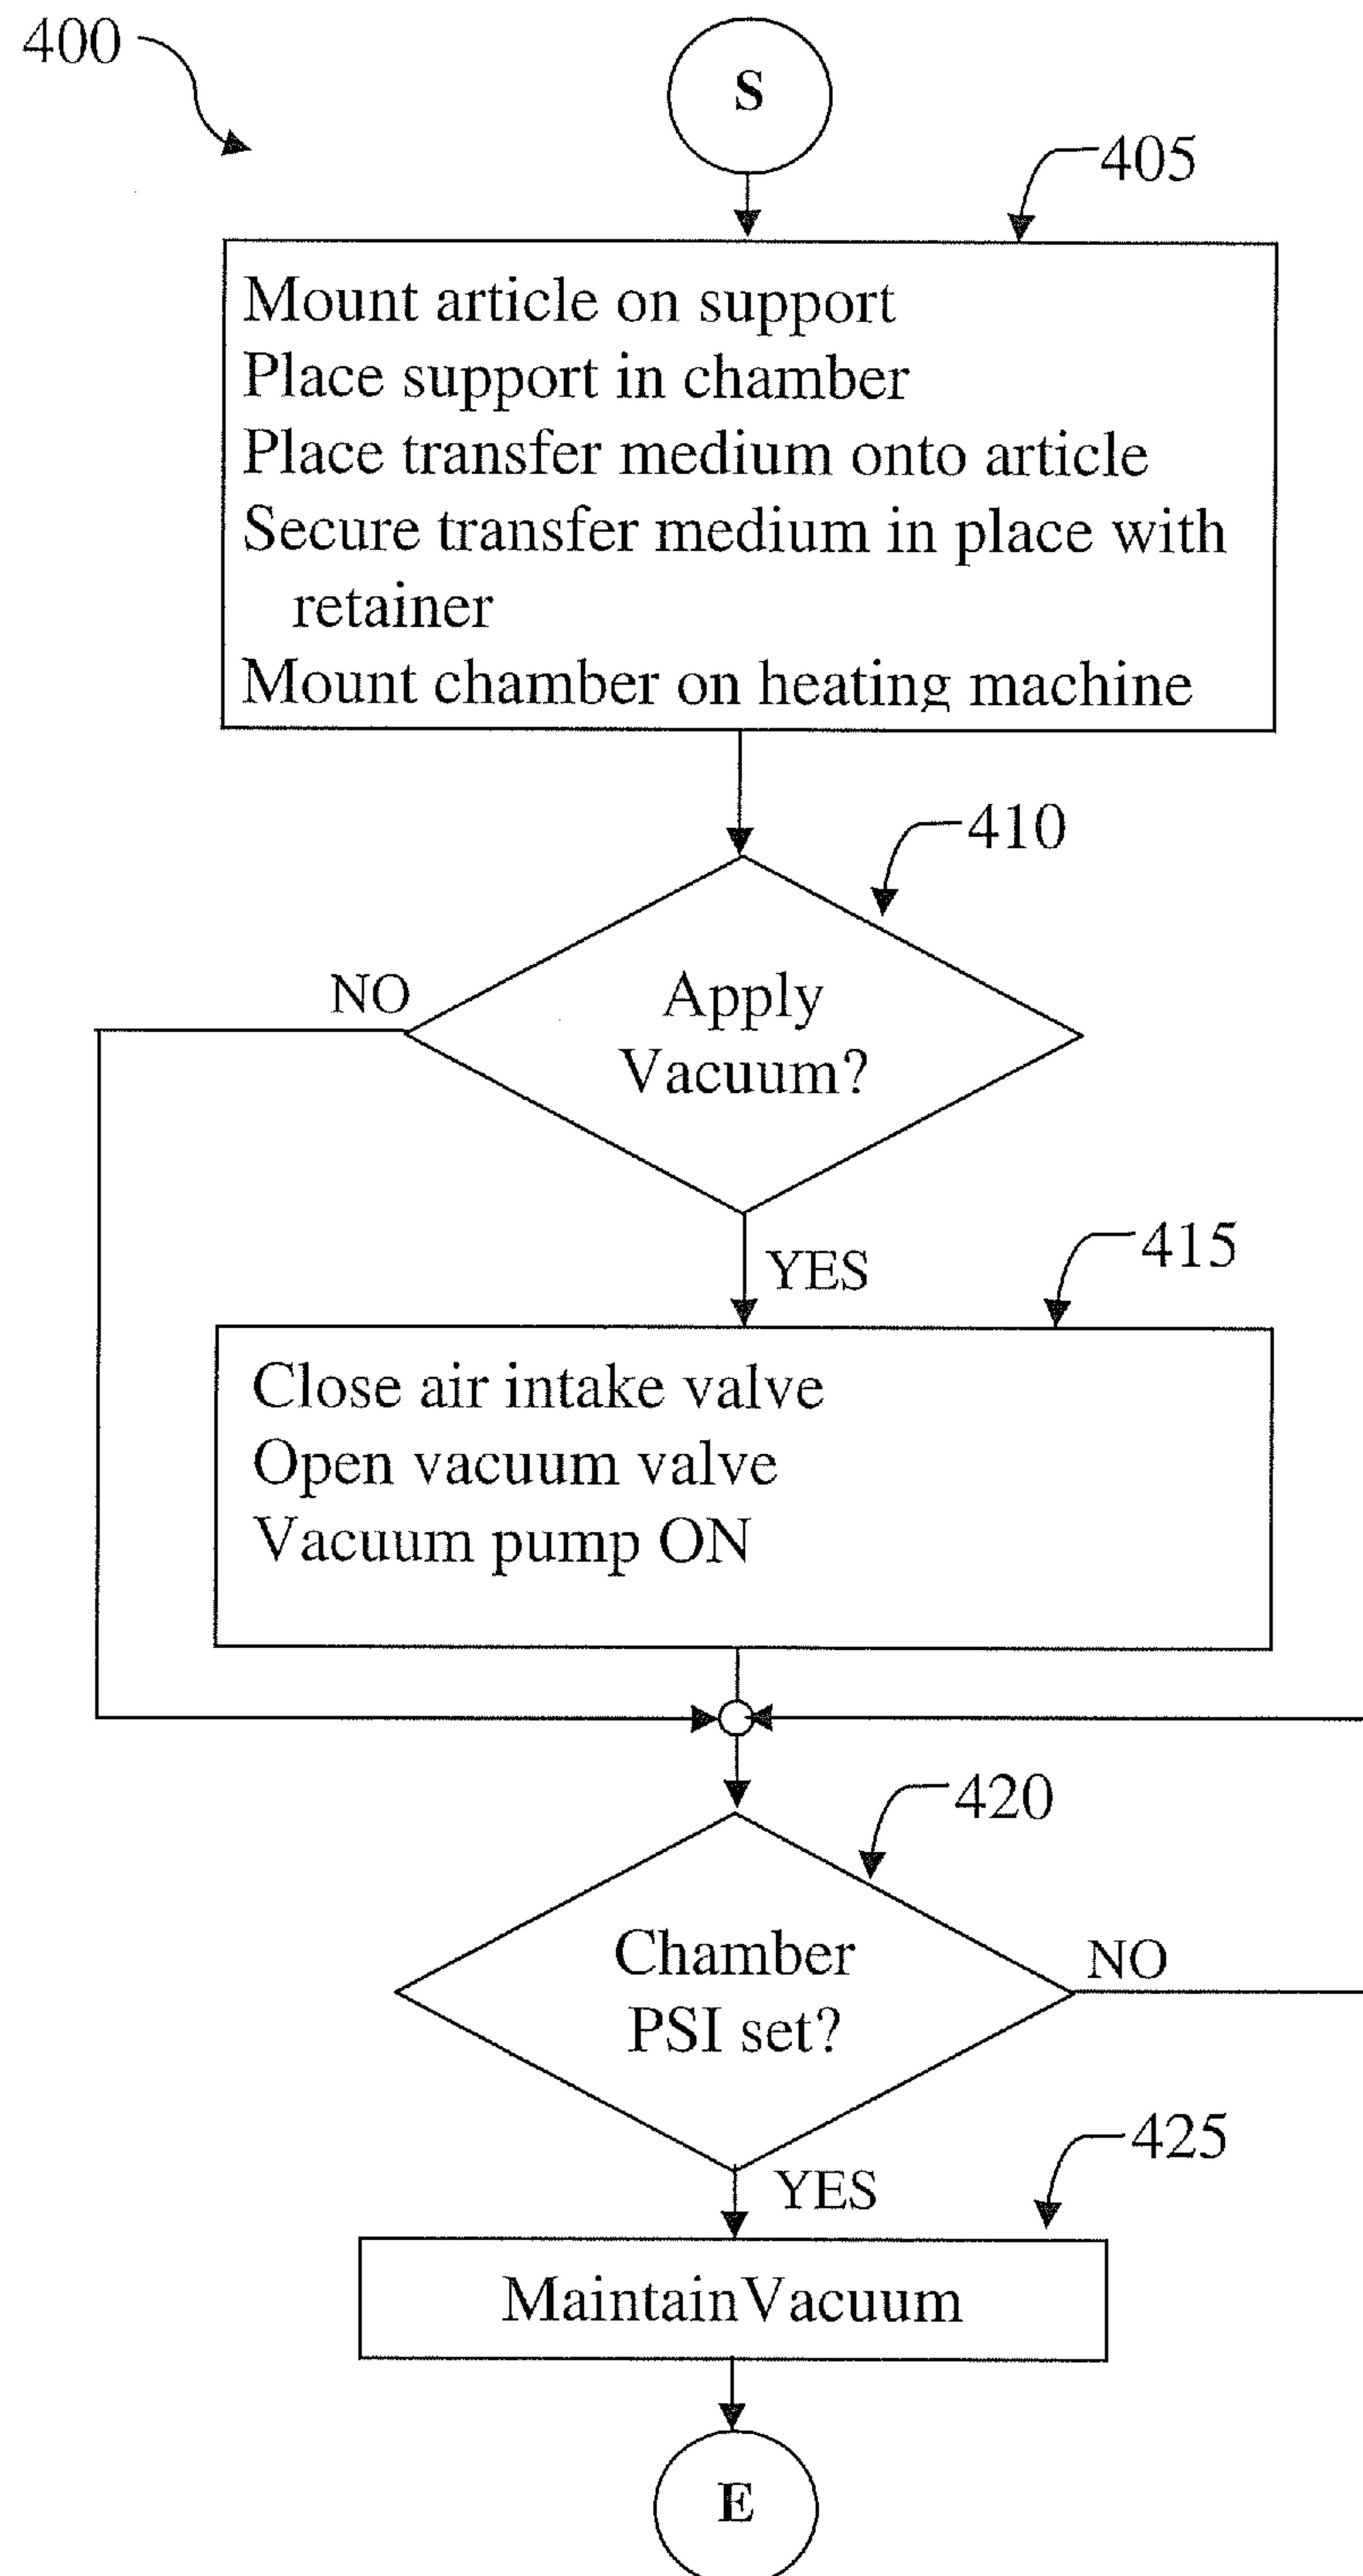 400
S
405
Mount article on support
Place support in chamber
Place transfer medium onto article
Secure transfer medium in place with
retainer
Mount chamber on heating machine
410
NO
Apply
Vacuum?
YES
415
Close air intake valve
Open vacuum valve
Vacuum pump ON
420
Chamber
PSI set?
NO
YES
425
Maintain Vacuum
E